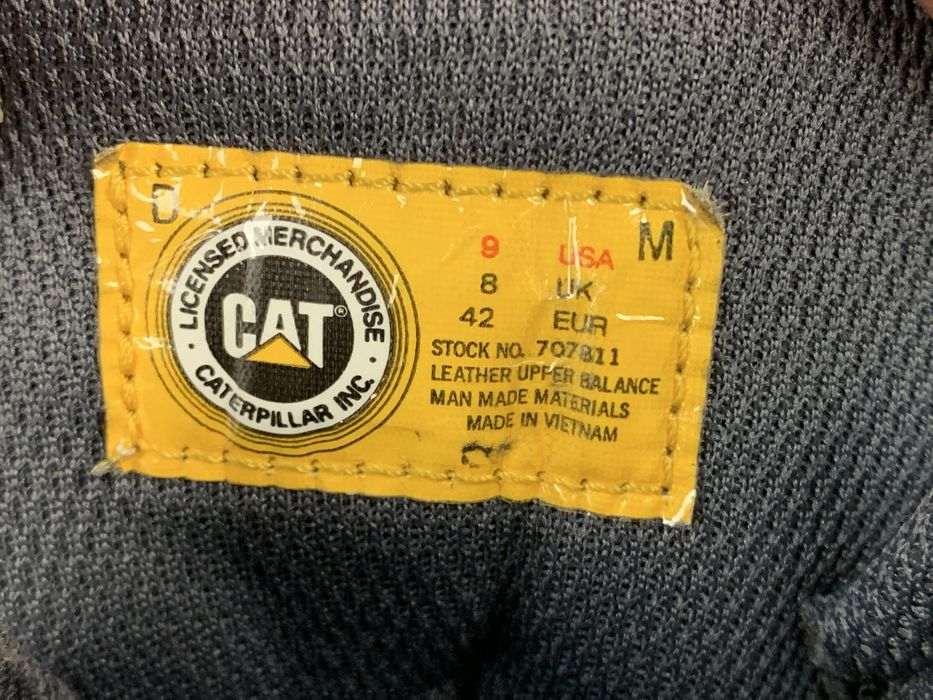 D
M
LICENSED MERCHANDISE
CAT®
CATERPILLAR INC.
9 USA
8 UK
42 EUR
STOCK NO. 707811
LEATHER UPPER BALANCE
MAN MADE MATERIALS
MADE IN VIETNAM